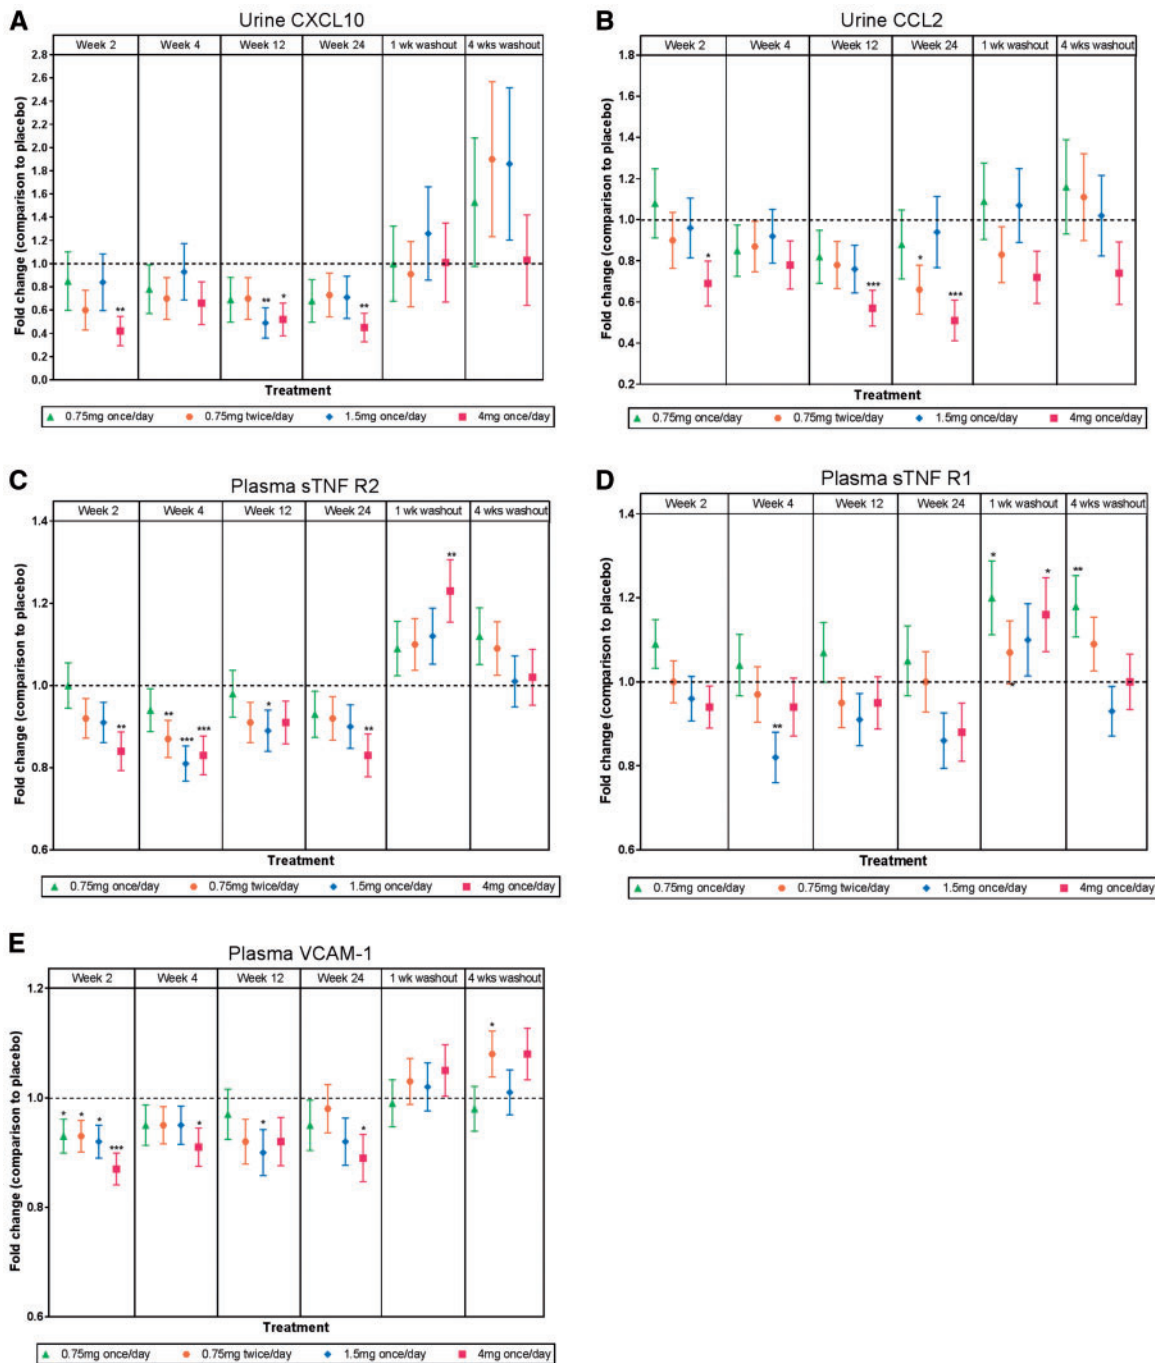 A
Urine CXCL10
Week 2 Week 4 Week 12 Week 24 1 wk washout 4 wks washout
Fold change (comparison to placebo)
2.8
2.6
2.4
2.2
2.0
1.8
1.6
1.4
1.2
1.0
0.8
0.6
0.4
0.2
0.0
** ** * **
Treatment
0.75mg once/day 0.75mg twice/day 1.5mg once/day 4mg once/day
B
Urine CCL2
Week 2 Week 4 Week 12 Week 24 1 wk washout 4 wks washout
Fold change (comparison to placebo)
1.8
1.6
1.4
1.2
1.0
0.8
0.6
0.4
0.2
* *** * ***
Treatment
0.75mg once/day 0.75mg twice/day 1.5mg once/day 4mg once/day
C
Plasma sTNF R2
Week 2 Week 4 Week 12 Week 24 1 wk washout 4 wks washout
Fold change (comparison to placebo)
1.4
1.2
1.0
0.8
0.6
** ** *** *** * ** **
Treatment
0.75mg once/day 0.75mg twice/day 1.5mg once/day 4mg once/day
D
Plasma sTNF R1
Week 2 Week 4 Week 12 Week 24 1 wk washout 4 wks washout
Fold change (comparison to placebo)
1.4
1.2
1.0
0.8
0.6
** * * * **
Treatment
0.75mg once/day 0.75mg twice/day 1.5mg once/day 4mg once/day
E
Plasma VCAM-1
Week 2 Week 4 Week 12 Week 24 1 wk washout 4 wks washout
Fold change (comparison to placebo)
1.2
1.0
0.8
0.6
* * * *** * * * *
Treatment
0.75mg once/day 0.75mg twice/day 1.5mg once/day 4mg once/day